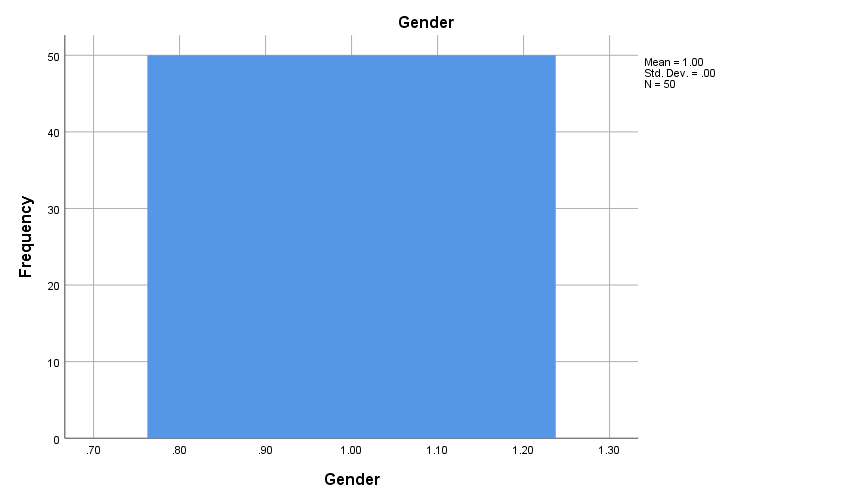 Gender
Mean = 1.00
Std. Dev. = .00
N = 50
Frequency
50
40
30
20
10
0
.70 .80 .90 1.00 1.10 1.20 1.30
Gender